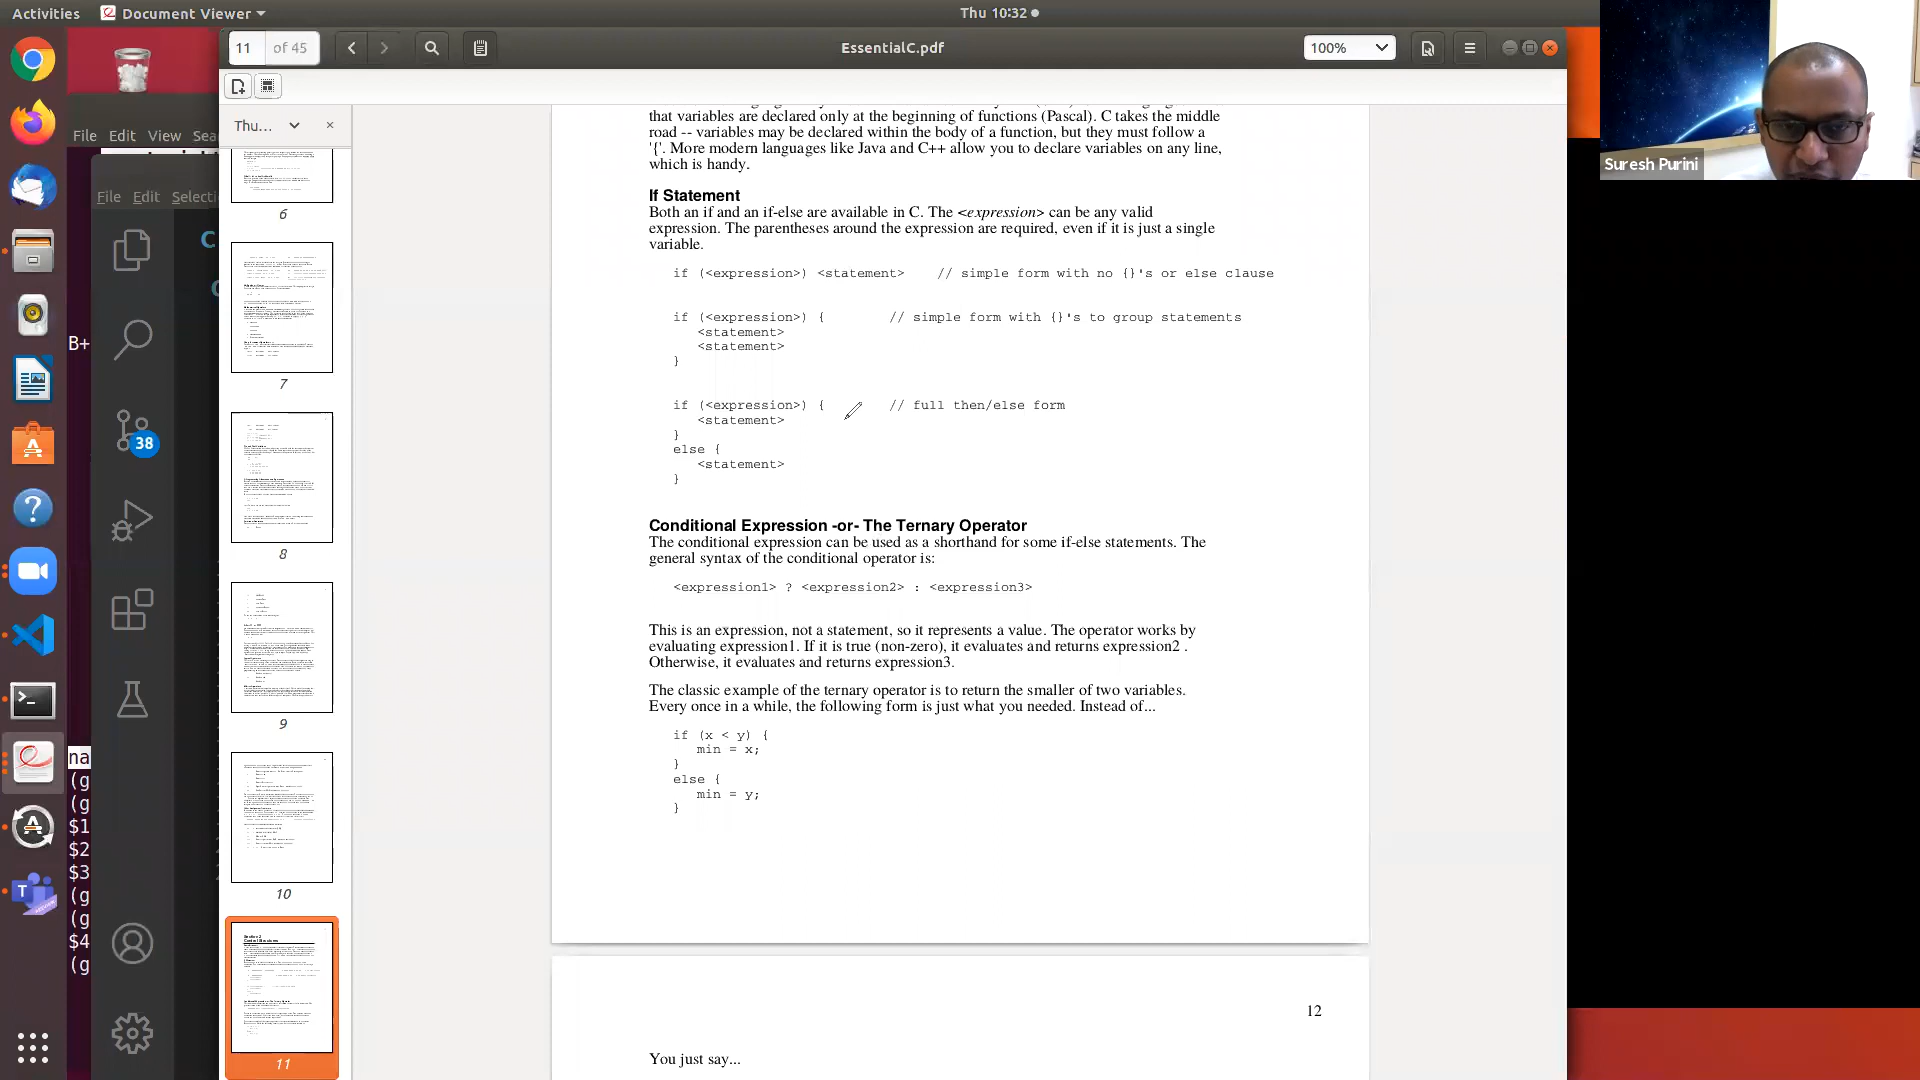 Activities
Document Viewer
Thu 10:32
11 of 45
EssentialC.pdf
100%
Suresh Purini
Thu...
File Edit View Sea
File Edit Selecti
C
B+
38
na
(g
(g
$1
$2
$3
(g
(g
$4
(g
6
7
8
9
10
11
that variables are declared only at the beginning of functions (Pascal). C takes the middle
road -- variables may be declared within the body of a function, but they must follow a
'{'. More modern languages like Java and C++ allow you to declare variables on any line,
which is handy.
If Statement
Both an if and an if-else are available in C. The <expression> can be any valid
expression. The parentheses around the expression are required, even if it is just a single
variable.
if (<expression>) <statement>    // simple form with no {}'s or else clause
if (<expression>) {        // simple form with {}'s to group statements
<statement>
<statement>
}
if (<expression>) {        // full then/else form
<statement>
}
else {
<statement>
}
Conditional Expression -or- The Ternary Operator
The conditional expression can be used as a shorthand for some if-else statements. The
general syntax of the conditional operator is:
<expression1> ? <expression2> : <expression3>
This is an expression, not a statement, so it represents a value. The operator works by
evaluating expression1. If it is true (non-zero), it evaluates and returns expression2 .
Otherwise, it evaluates and returns expression3.
The classic example of the ternary operator is to return the smaller of two variables.
Every once in a while, the following form is just what you needed. Instead of...
if (x < y) {
min = x;
}
else {
min = y;
}
12
You just say...